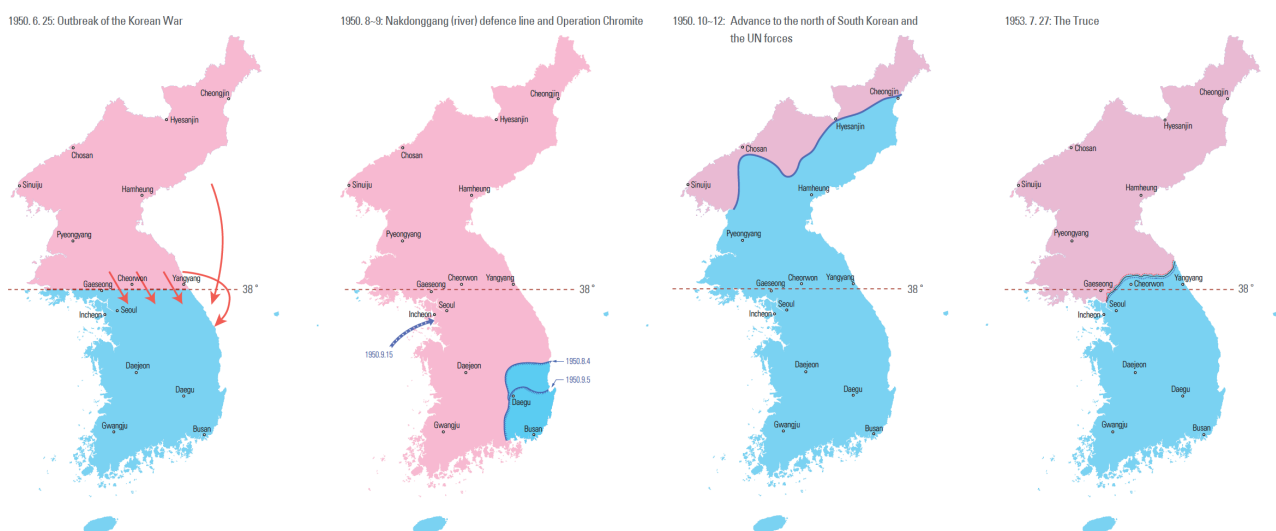 1950. 6. 25: Outbreak of the Korean War
Cheongjin
Hyesanjin
Chosan
Sinuiju
Hamheung
Pyeongyang
Cheorwon
Yangyang
Gaeseong
38°
Seoul
Incheon
Daejeon
Daegu
Gwangju
Busan
1950. 8~9: Nakdonggang (river) defence line and Operation Chromite
Cheongjin
Hyesanjin
Chosan
Sinuiju
Hamheung
Pyeongyang
Cheorwon
Yangyang
Gaeseong
38°
Seoul
Incheon
1950.9.15
1950.8.4
Daejeon
1950.9.5
Daegu
Gwangju
Busan
1950. 10~12: Advance to the north of South Korean and
the UN forces
Cheongjin
Hyesanjin
Chosan
Sinuiju
Hamheung
Pyeongyang
Cheorwon
Yangyang
Gaeseong
38°
Seoul
Incheon
Daejeon
Daegu
Gwangju
Busan
1953. 7. 27: The Truce
Cheongjin
Hyesanjin
Chosan
Sinuiju
Hamheung
Pyeongyang
Yangyang
Gaeseong
Cheorwon
38°
Seoul
Incheon
Daejeon
Daegu
Gwangju
Busan